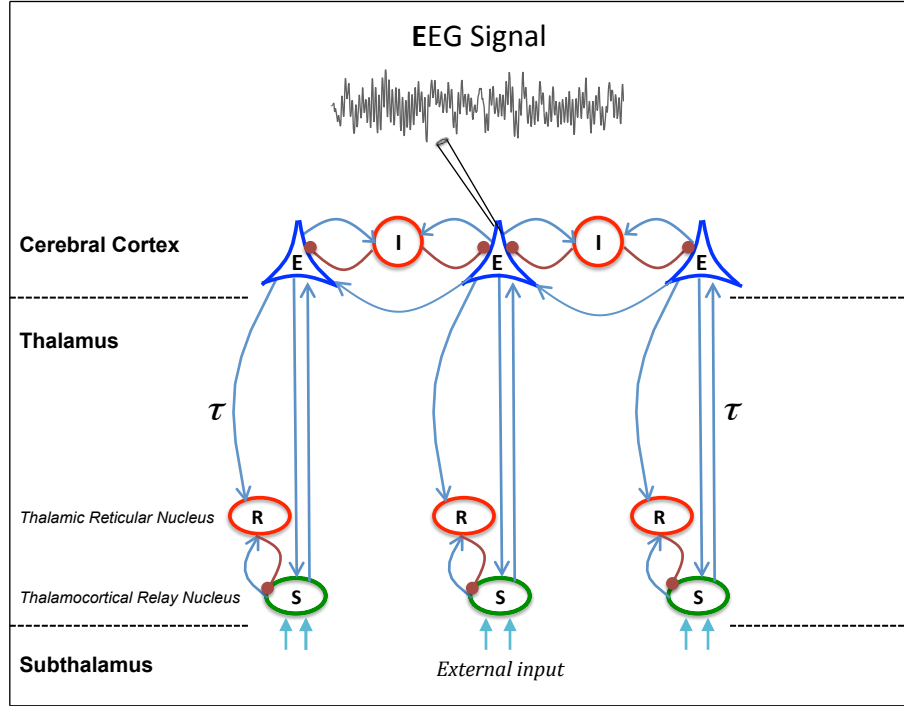 EEG Signal
I I
Cerebral Cortex
E E E
Thalamus
τ τ
Thalamic Reticular Nucleus R R R
Thalamocortical Relay Nucleus S S S
Subthalamus
External input